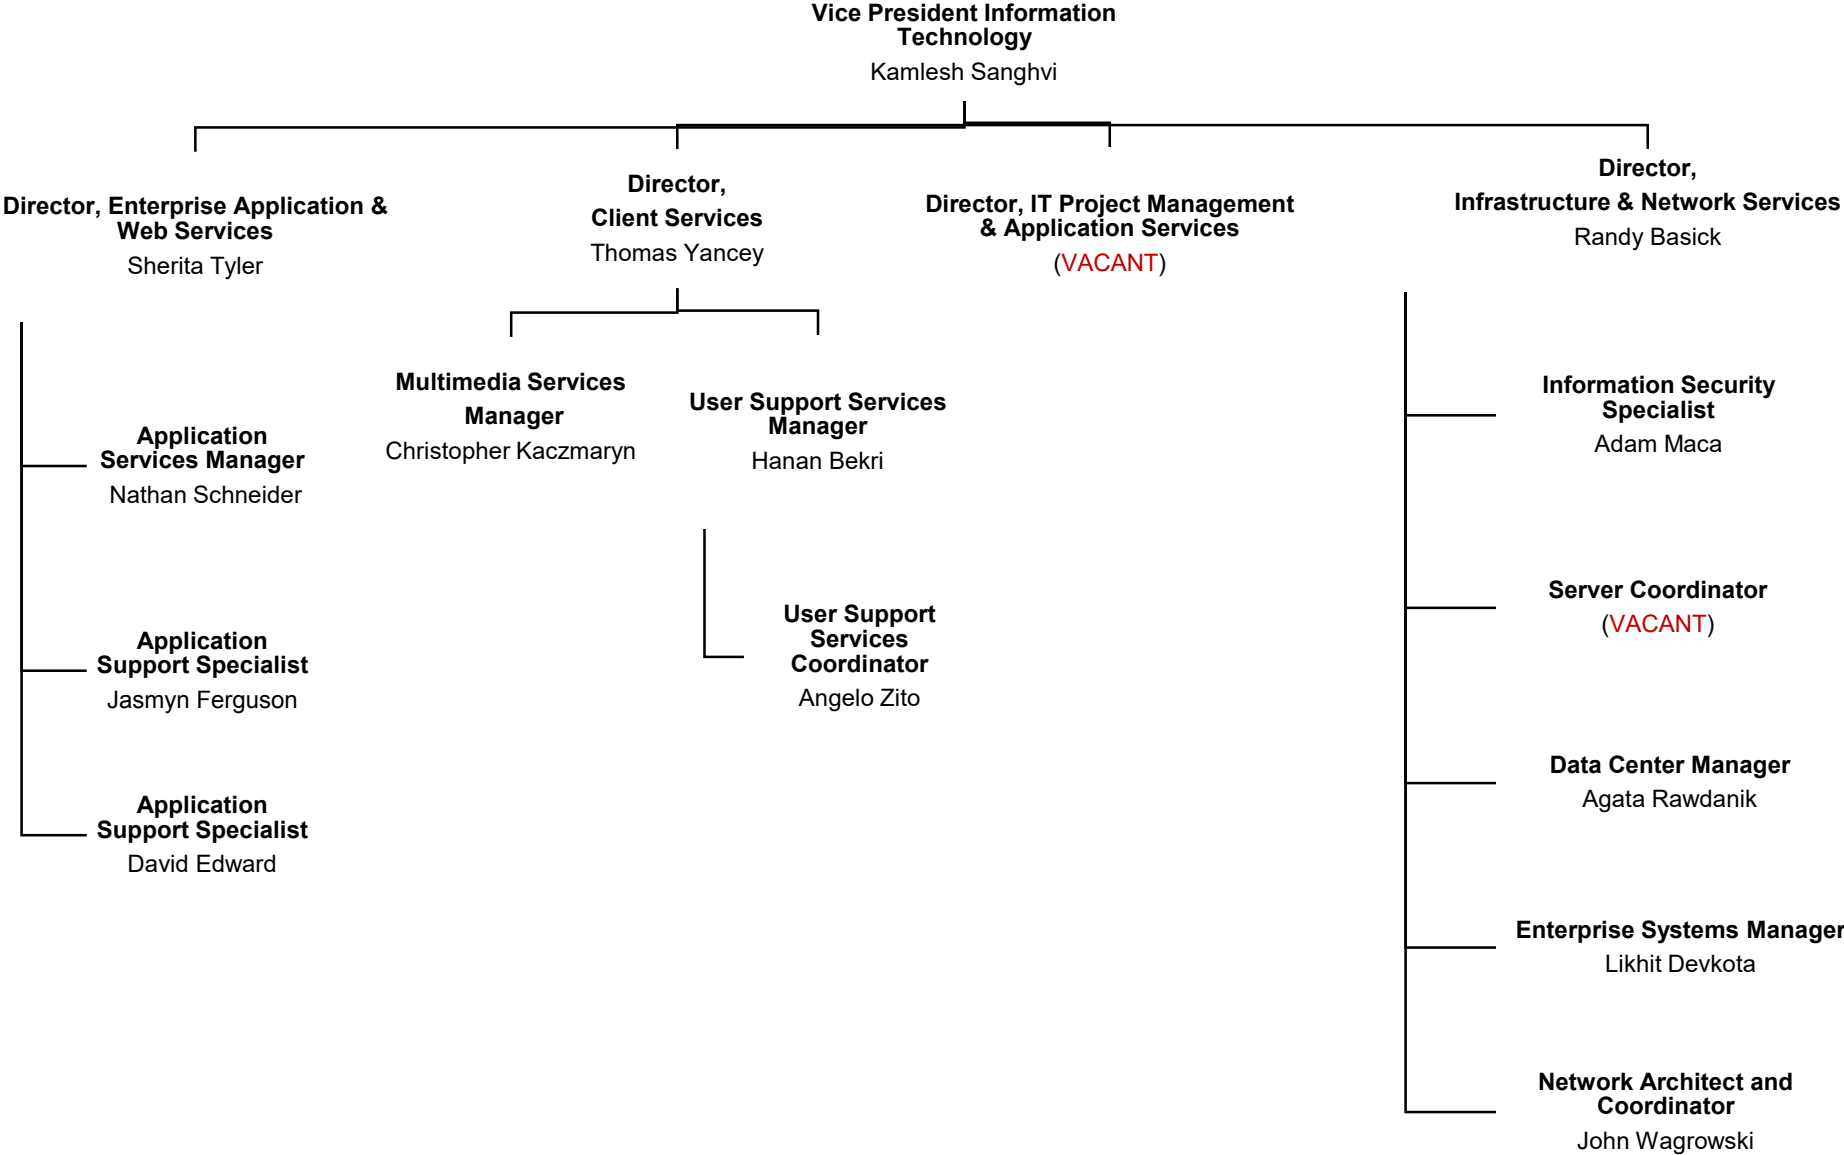 Vice President Information
Technology
Kamlesh Sanghvi
Director, Enterprise Application &
Web Services
Sherita Tyler
Director,
Client Services
Thomas Yancey
Director, IT Project Management
& Application Services
(VACANT)
Director,
Infrastructure & Network Services
Randy Basick
Application
Services Manager
Nathan Schneider
Application
Support Specialist
Jasmyn Ferguson
Application
Support Specialist
David Edward
Multimedia Services
Manager
Christopher Kaczmaryn
User Support Services
Manager
Hanan Bekri
User Support
Services
Coordinator
Angelo Zito
Information Security
Specialist
Adam Maca
Server Coordinator
(VACANT)
Data Center Manager
Agata Rawdanik
Enterprise Systems Manager
Likhit Devkota
Network Architect and
Coordinator
John Wagrowski